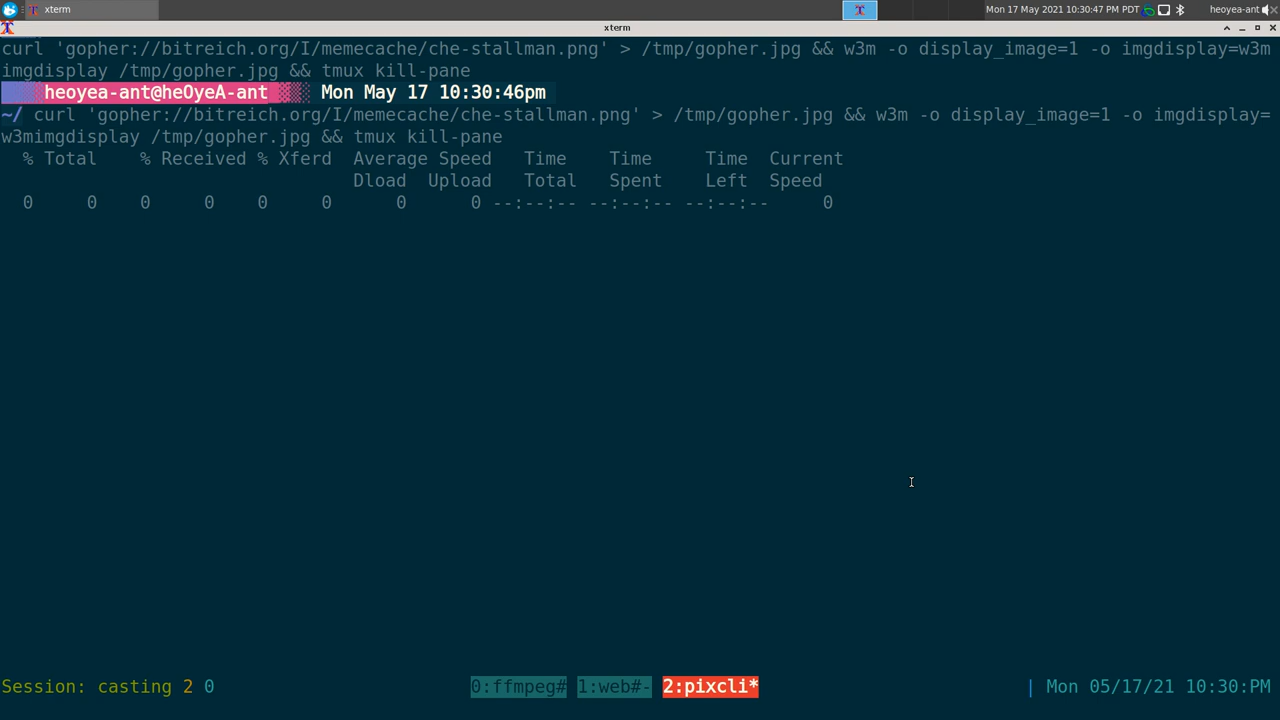 xterm
Mon 17 May 2021 10:30:47 PM PDT
heoyea-ant
xterm
curl 'gopher://bitreich.org/I/memecache/che-stallman.png' > /tmp/gopher.jpg && w3m -o display_image=1 -o imgdisplay=w3m
imgdisplay /tmp/gopher.jpg && tmux kill-pane
heoyea-ant@heOyeA-ant Mon May 17 10:30:46pm
~/ curl 'gopher://bitreich.org/I/memecache/che-stallman.png' > /tmp/gopher.jpg && w3m -o display_image=1 -o imgdisplay=
w3mimgdisplay /tmp/gopher.jpg && tmux kill-pane
% Total % Received % Xferd Average Speed Time Time Time Current
Dload Upload Total Spent Left Speed
0 0 0 0 0 0 0 0 --:--:-- --:--:-- --:--:-- 0
Session: casting 2 0 0:ffmpeg# 1:web#- 2:pixcli* | Mon 05/17/21 10:30:PM